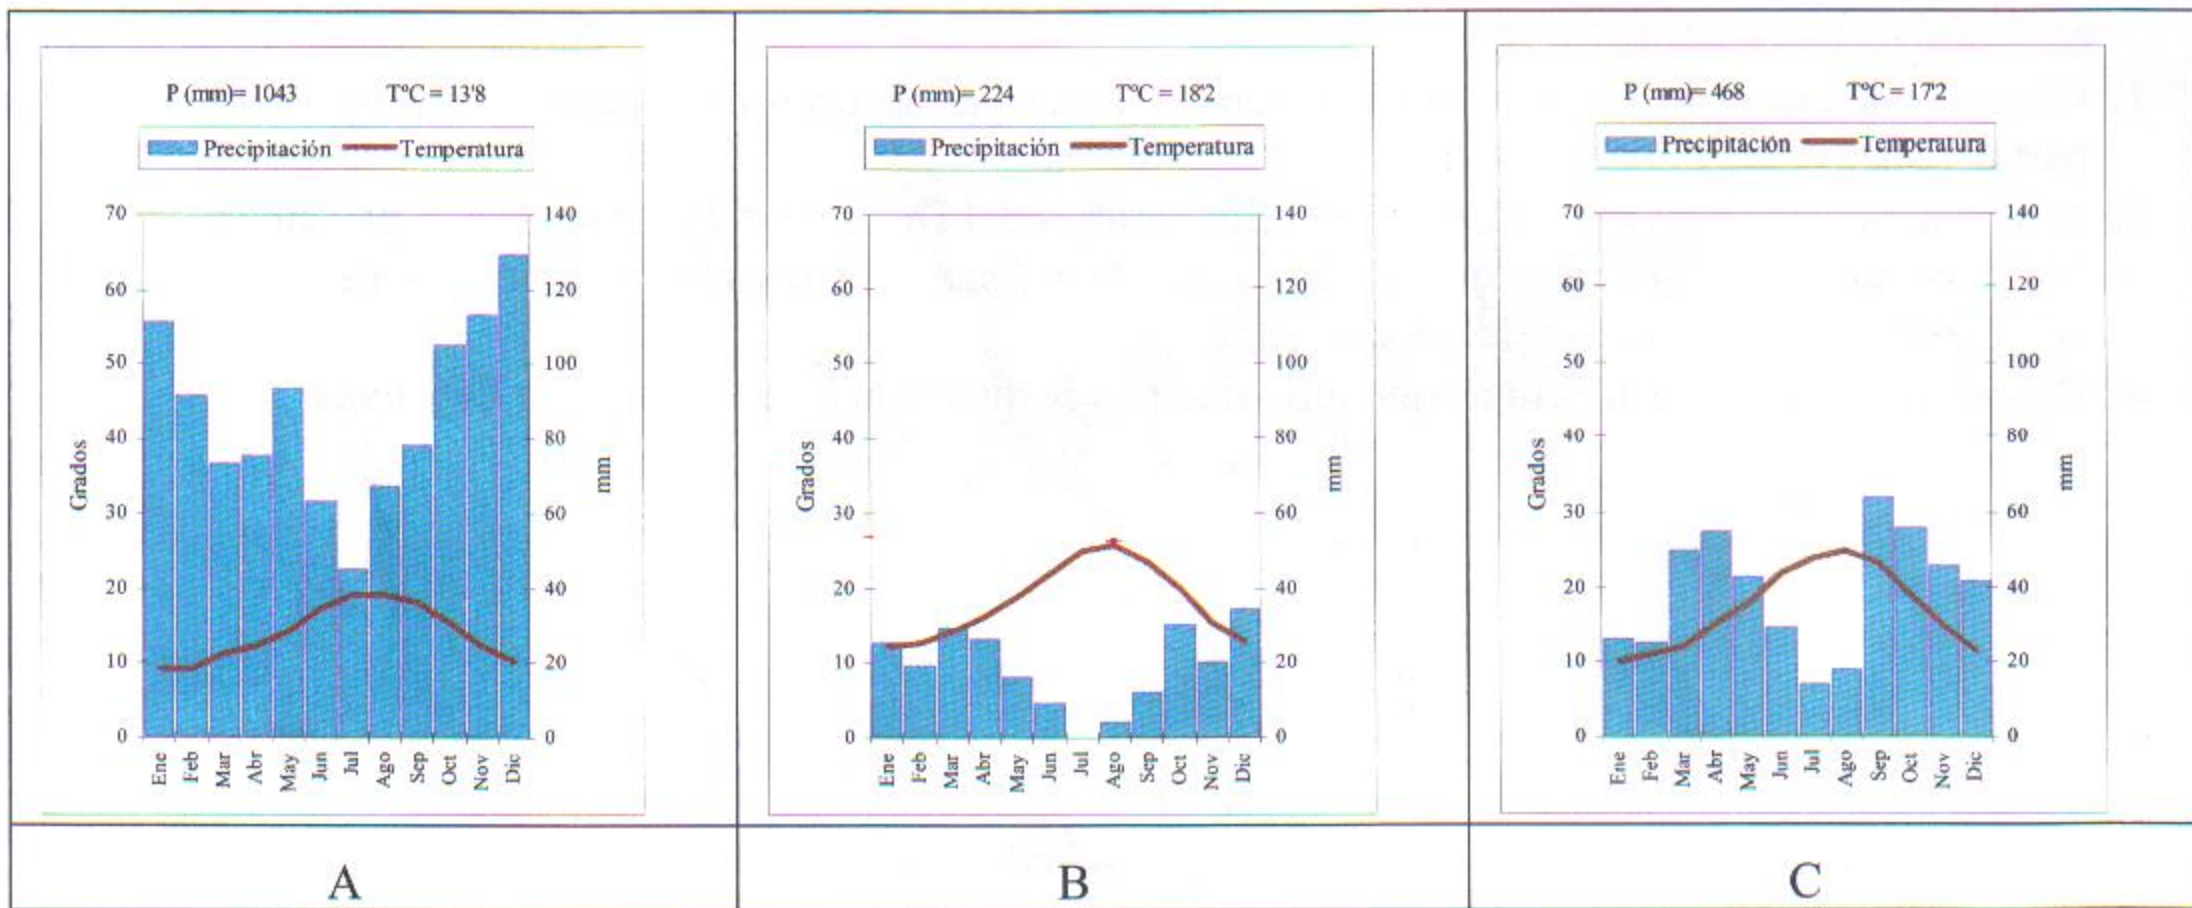 P (mm)= 1043 TºC = 13'8
Precipitación Temperatura
70 140
60 120
50 100
40 80
30 60
20 40
10 20
0 0
Grados
mm
Ene Feb Mar Abr May Jun Jul Ago Sep Oct Nov Dic
A
P (mm)= 224 TºC = 18'2
Precipitación Temperatura
70 140
60 120
50 100
40 80
30 60
20 40
10 20
0 0
Grados
mm
Ene Feb Mar Abr May Jun Jul Ago Sep Oct Nov Dic
B
P (mm)= 468 TºC = 17'2
Precipitación Temperatura
70 140
60 120
50 100
40 80
30 60
20 40
10 20
0 0
Grados
mm
Ene Feb Mar Abr May Jun Jul Ago Sep Oct Nov Dic
C